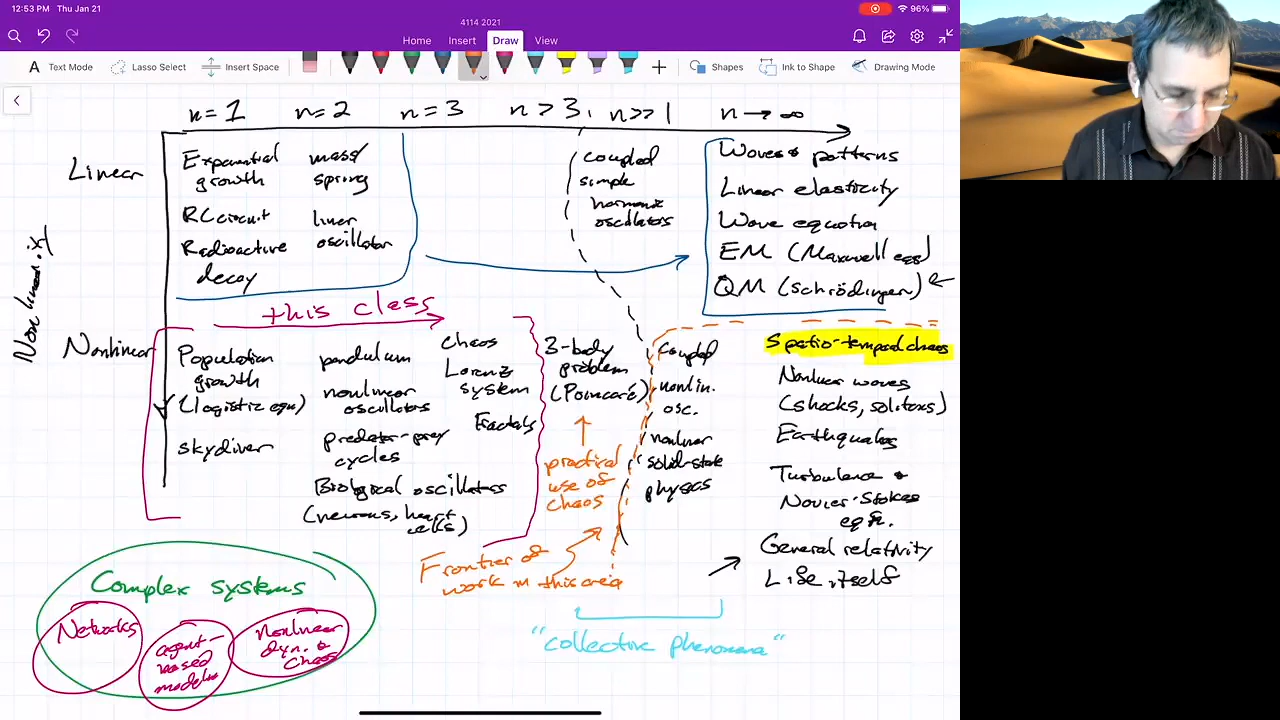 12:53 PM Thu Jan 21
96%
4114 2021
Home Insert Draw View
Text Mode Lasso Select Insert Space Shapes Ink to Shape Drawing Mode
n=1 n=2 n=3 n>3, n>>1 n→∞
Nonlinearity
Linear
Exponential
growth
RC circuit
Radioactive
decay
mass/
spring
linear
oscillator
coupled
simple
harmonic
oscillators
Waves & patterns
Linear elasticity
Wave equation
EM (Maxwell eqs)
QM (Schrödinger)
this class
Nonlinear
Population
growth
(logistic eqn)
skydiver
pendulum
nonlinear
oscillators
predator-prey
cycles
Biological oscillators
(neurons, heart
cells)
chaos
Lorenz
system
Fractals
3-body
problem
(Poincaré)
practical
use of
chaos
Coupled
nonlin.
osc.
nonlinear
solid-state
physics
Spatio-temporal chaos
Nonlinear waves
(shocks, solitons)
Earthquakes
Turbulence &
Navier-Stokes
eqn.
General relativity
Life itself
Frontier of
work in this area
"collective phenomena"
Complex systems
Networks
agent-
based
models
nonlinear
dyn. &
chaos